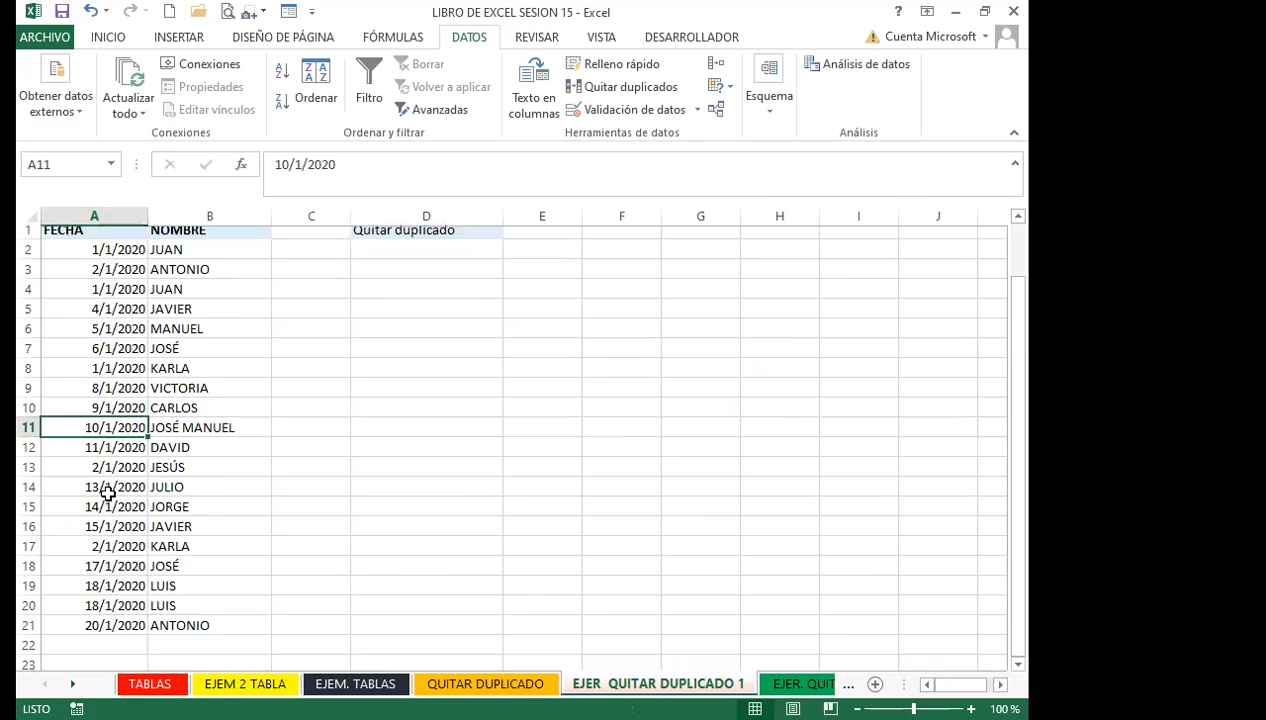 LIBRO DE EXCEL SESION 15 - Excel
?
ARCHIVO INICIO INSERTAR DISEÑO DE PÁGINA FÓRMULAS DATOS REVISAR VISTA DESARROLLADOR Cuenta Microsoft
Obtener datos externos
Actualizar todo
Conexiones
Propiedades
Editar vínculos
Conexiones
Ordenar
Filtro
Borrar
Volver a aplicar
Avanzadas
Ordenar y filtrar
Texto en columnas
Relleno rápido
Quitar duplicados
Validación de datos
Herramientas de datos
Esquema
Análisis de datos
Análisis
A11 fx 10/1/2020
A B C D E F G H I J
1 FECHA NOMBRE Quitar duplicado
2 1/1/2020 JUAN
3 2/1/2020 ANTONIO
4 1/1/2020 JUAN
5 4/1/2020 JAVIER
6 5/1/2020 MANUEL
7 6/1/2020 JOSÉ
8 1/1/2020 KARLA
9 8/1/2020 VICTORIA
10 9/1/2020 CARLOS
11 10/1/2020 JOSÉ MANUEL
12 11/1/2020 DAVID
13 2/1/2020 JESÚS
14 13/1/2020 JULIO
15 14/1/2020 JORGE
16 15/1/2020 JAVIER
17 2/1/2020 KARLA
18 17/1/2020 JOSÉ
19 18/1/2020 LUIS
20 18/1/2020 LUIS
21 20/1/2020 ANTONIO
22
23
TABLAS EJEM 2 TABLA EJEM. TABLAS QUITAR DUPLICADO EJER QUITAR DUPLICADO 1 EJER. QUIT ...
LISTO 100 %